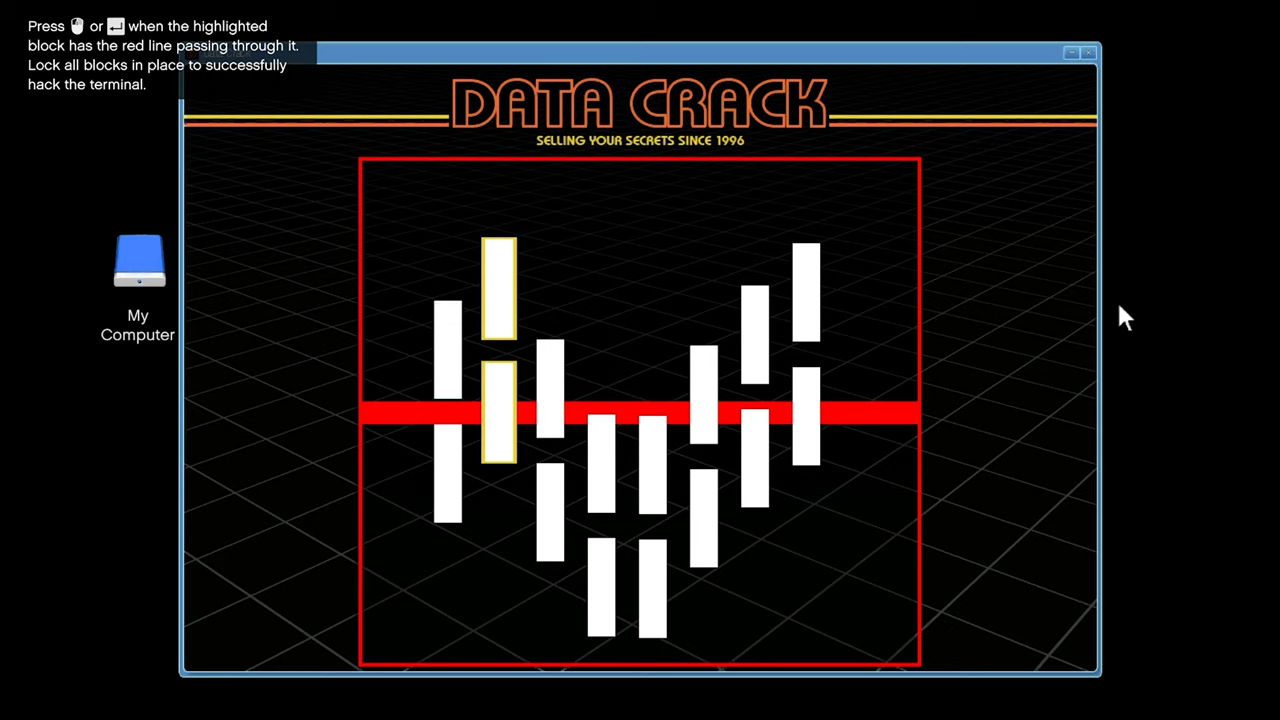 Press or when the highlighted
block has the red line passing through it.
Lock all blocks in place to successfully
hack the terminal.
DATA CRACK
SELLING YOUR SECRETS SINCE 1996
My
Computer